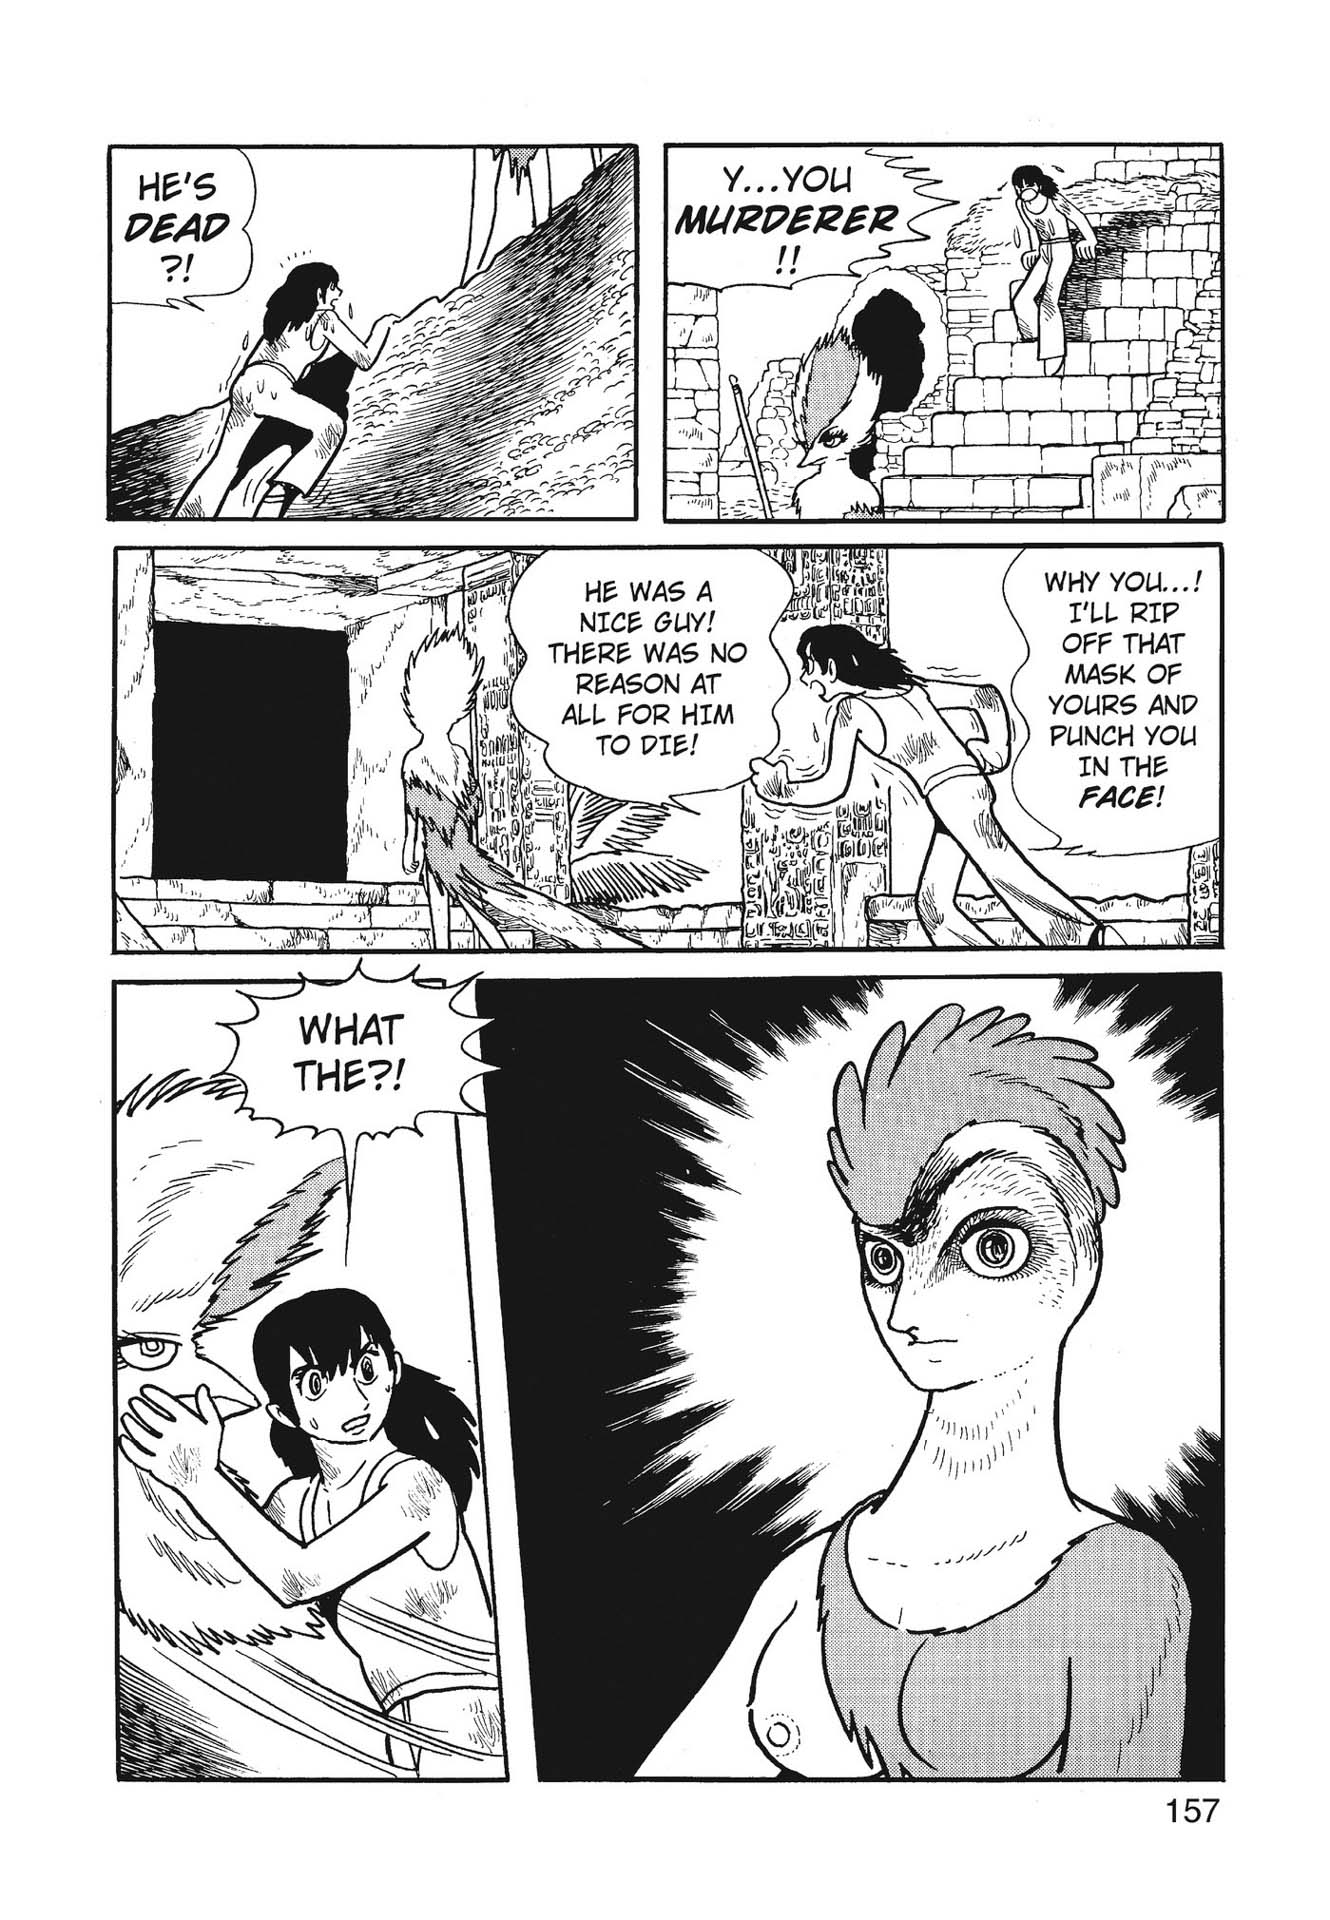 HE'S
DEAD
?!
Y...YOU
MURDERER
!!
HE WAS A
NICE GUY!
THERE WAS NO
REASON AT
ALL FOR HIM
TO DIE!
WHY YOU...!
I'LL RIP
OFF THAT
MASK OF
YOURS AND
PUNCH YOU
IN THE
FACE!
WHAT
THE?!
157